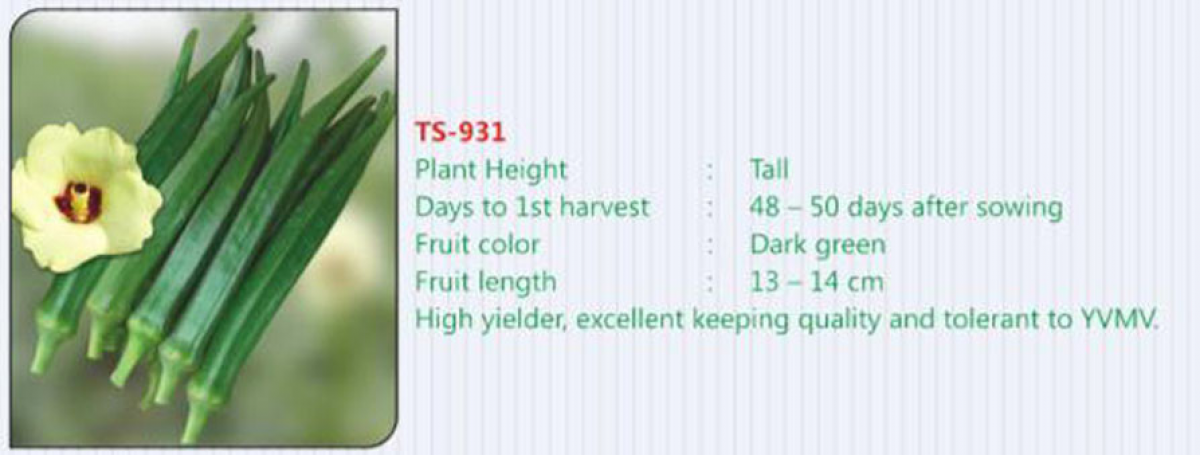 TS-931
Plant Height : Tall
Days to 1st harvest : 48 – 50 days after sowing
Fruit color : Dark green
Fruit length : 13 – 14 cm
High yielder, excellent keeping quality and tolerant to YVMV.